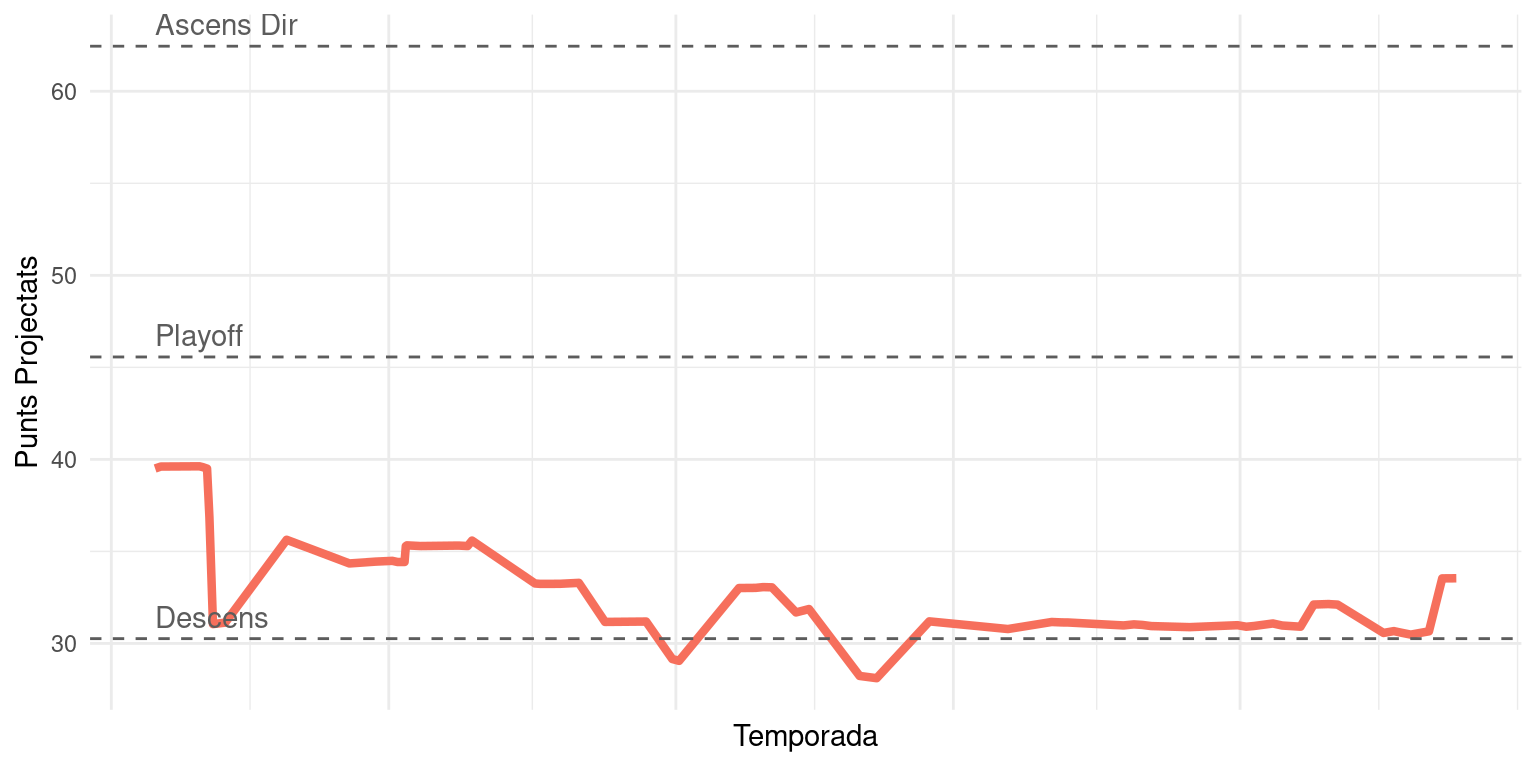 Ascens Dir
60
50
Playoff
40
Descens
30
Punts Projectats
Temporada